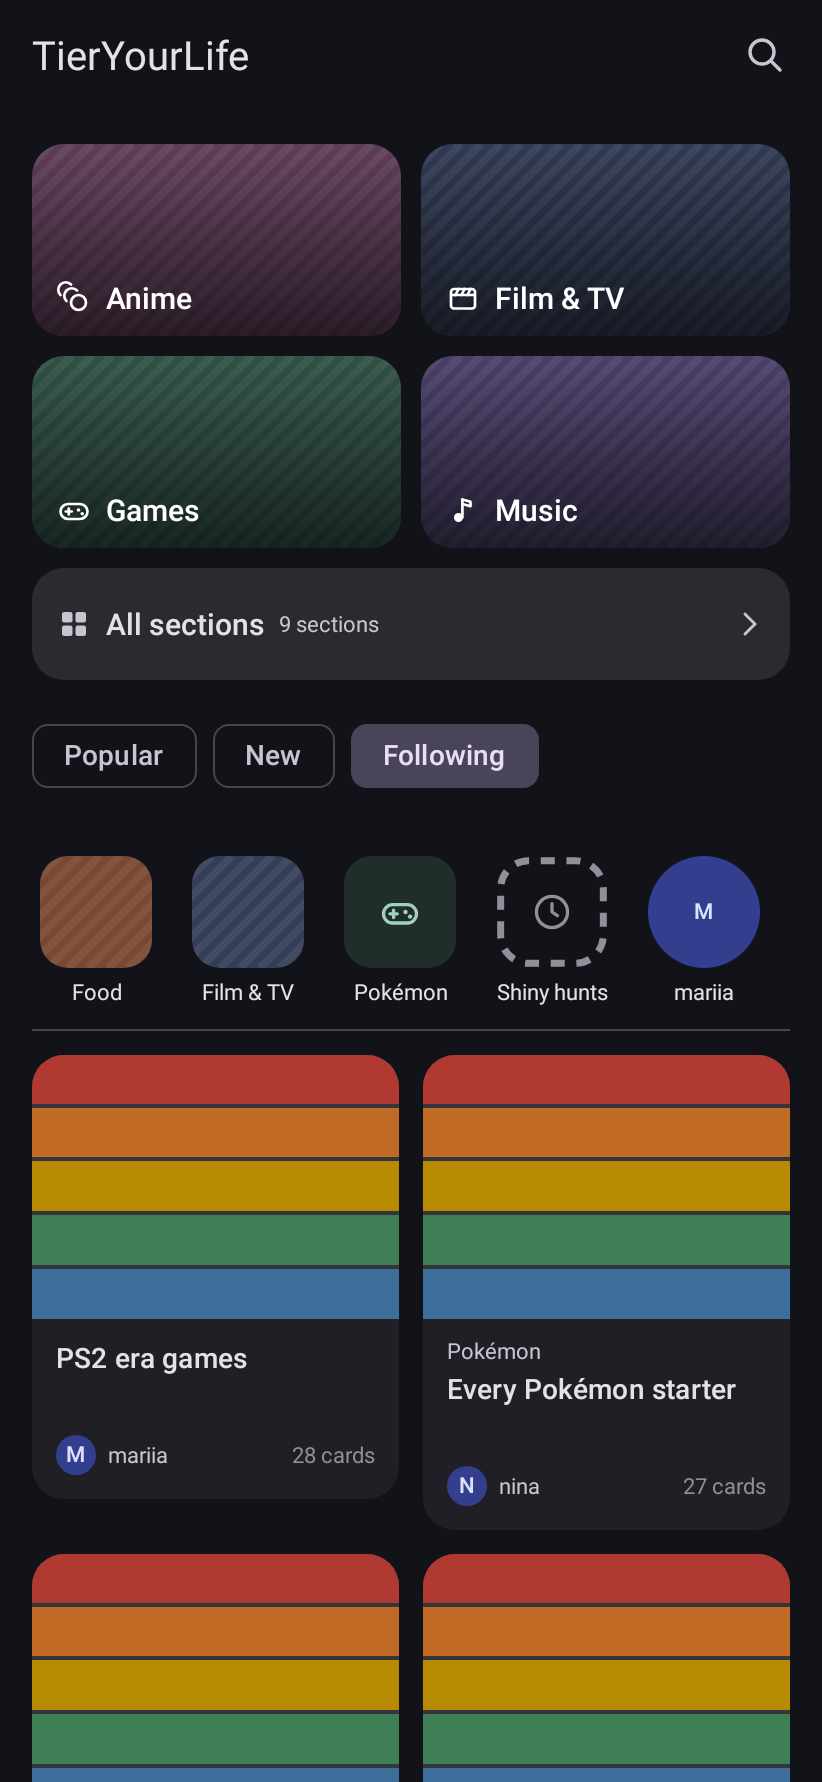 TierYourLife
Anime
Film & TV
Games
Music
All sections 9 sections
Popular New Following
Food Film & TV Pokémon Shiny hunts mariia
M
PS2 era games
M mariia 28 cards
Pokémon
Every Pokémon starter
N nina 27 cards